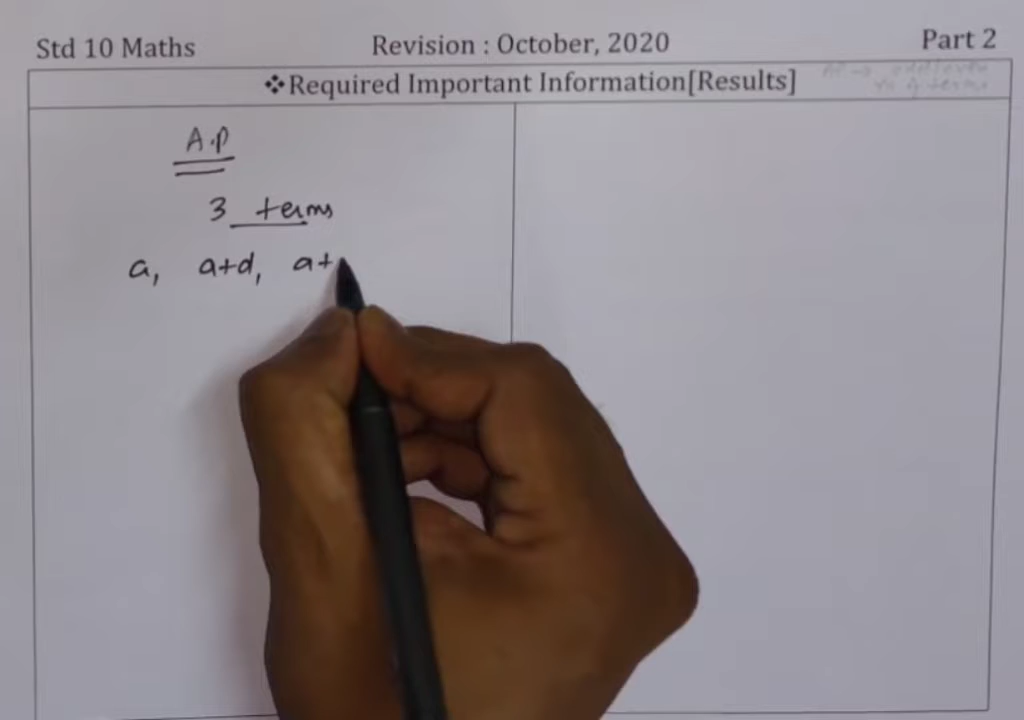 Std 10 Maths Revision : October, 2020 Part 2
❖Required Important Information[Results]
A.P
3 terms
a, a+d, a+